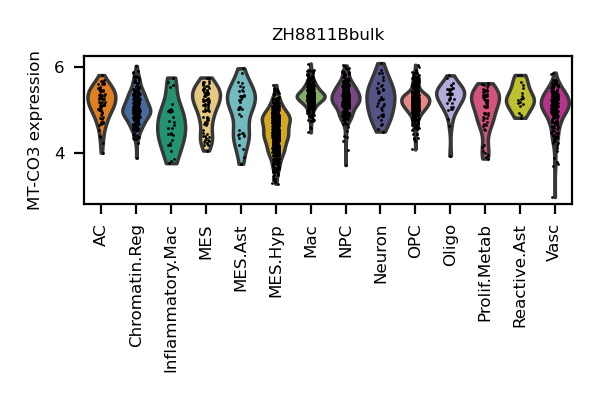 ZH8811Bbulk
MT-CO3 expression
6
4
AC
Chromatin.Reg
Inflammatory.Mac
MES
MES.Ast
MES.Hyp
Mac
NPC
Neuron
OPC
Oligo
Prolif.Metab
Reactive.Ast
Vasc